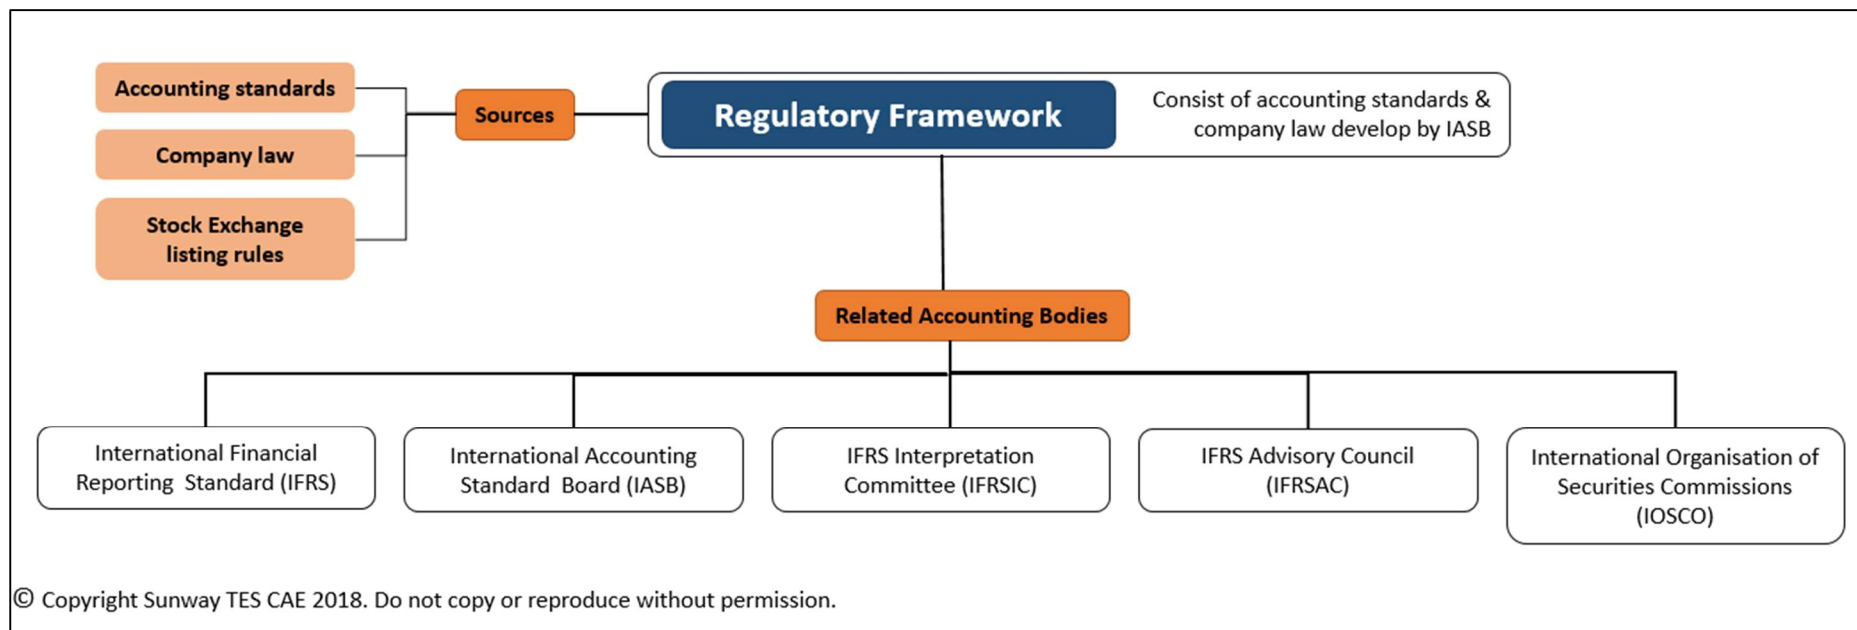 Accounting standards
Company law
Stock Exchange
listing rules
Sources
Regulatory Framework
Consist of accounting standards &
company law develop by IASB
Related Accounting Bodies
International Financial
Reporting  Standard (IFRS)
International Accounting
Standard  Board (IASB)
IFRS Interpretation
Committee (IFRSIC)
IFRS Advisory Council
(IFRSAC)
International Organisation of
Securities Commissions
(IOSCO)
© Copyright Sunway TES CAE 2018. Do not copy or reproduce without permission.